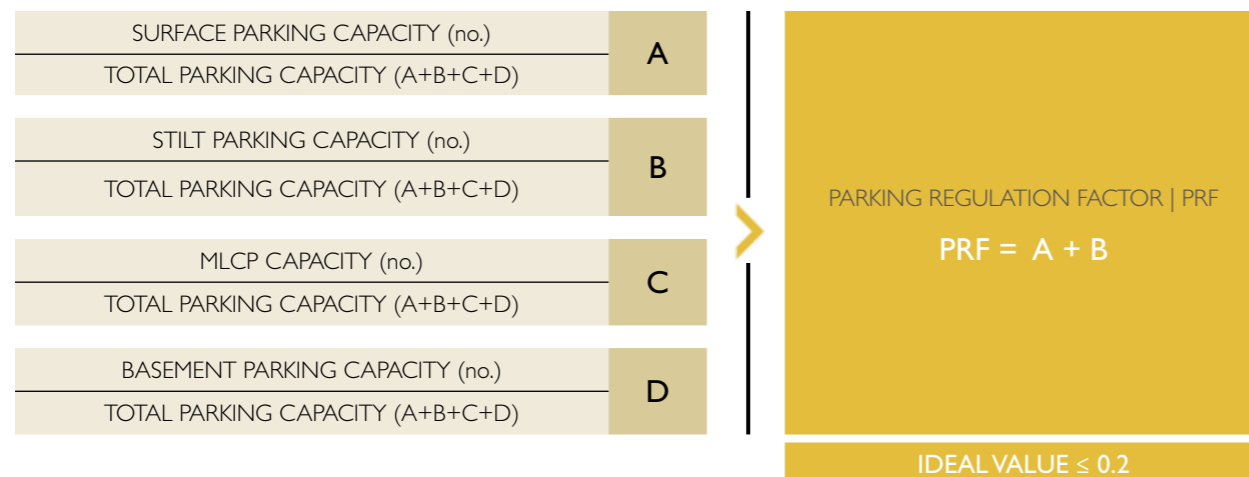 SURFACE PARKING CAPACITY (no.)
TOTAL PARKING CAPACITY (A+B+C+D)
A
STILT PARKING CAPACITY (no.)
TOTAL PARKING CAPACITY (A+B+C+D)
B
MLCP CAPACITY (no.)
TOTAL PARKING CAPACITY (A+B+C+D)
C
BASEMENT PARKING CAPACITY (no.)
TOTAL PARKING CAPACITY (A+B+C+D)
D
PARKING REGULATION FACTOR | PRF
PRF = A + B
IDEAL VALUE ≤ 0.2